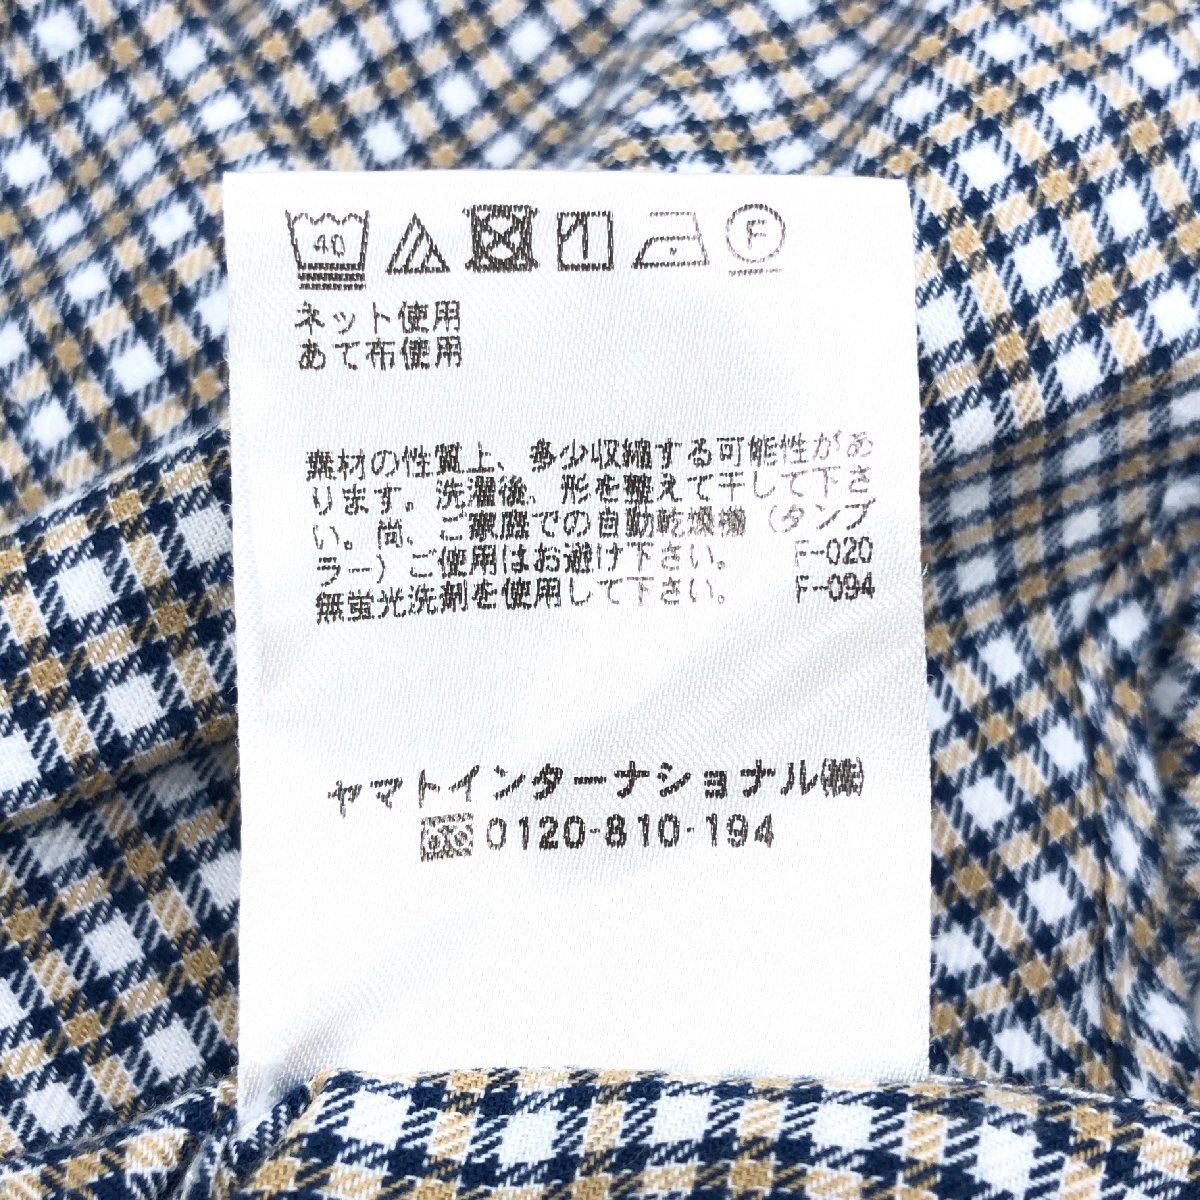 40
F
ネット使用
あて布使用
素材の性質上、多少収縮する可能性があ
ります。洗濯後、形を整えて干して下さ
い。尚、ご家庭での自動乾燥機（タンブ
ラー）ご使用はお避け下さい。 F-020
無蛍光洗剤を使用して下さい。 F-094
ヤマトインターナショナル㈱
0120-810-194